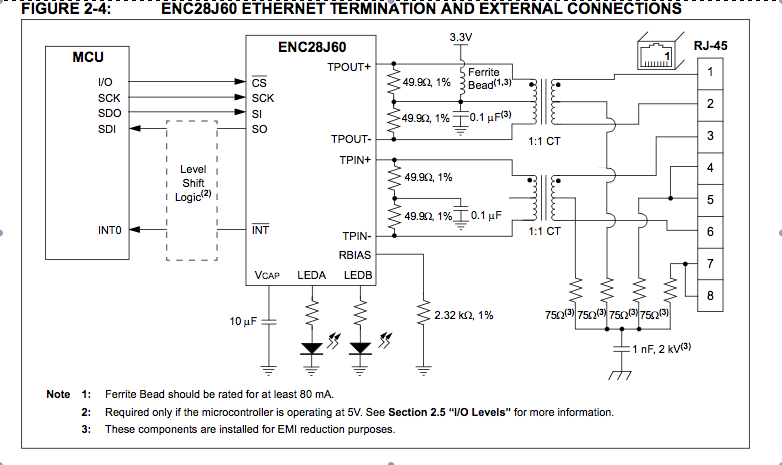 FIGURE 2-4: ENC28J60 ETHERNET TERMINATION AND EXTERNAL CONNECTIONS
MCU
I/O
SCK
SDO
SDI
INT0
Level
Shift
Logic(2)
ENC28J60
CS
SCK
SI
SO
INT
TPOUT+
TPOUT-
TPIN+
TPIN-
RBIAS
VCAP LEDA LEDB
10 µF
3.3V
49.9Ω, 1%
Ferrite
Bead(1,3)
49.9Ω, 1%
0.1 µF(3)
1:1 CT
49.9Ω, 1%
49.9Ω, 1%
0.1 µF
1:1 CT
2.32 kΩ, 1%
1
RJ-45
1
2
3
4
5
6
7
8
75Ω(3) 75Ω(3) 75Ω(3) 75Ω(3)
1 nF, 2 kV(3)
Note 1: Ferrite Bead should be rated for at least 80 mA.
2: Required only if the microcontroller is operating at 5V. See Section 2.5 “I/O Levels” for more information.
3: These components are installed for EMI reduction purposes.